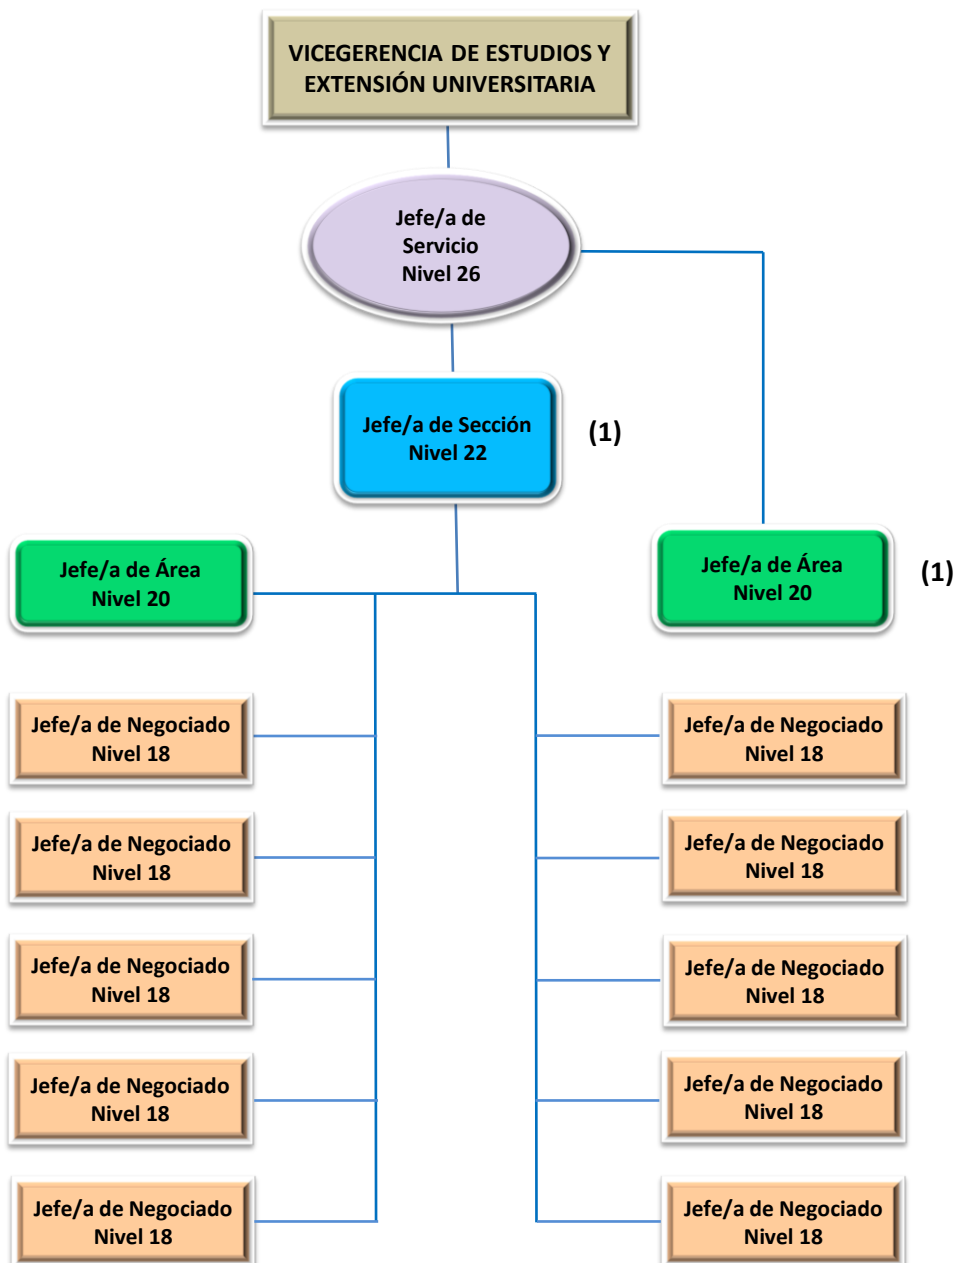 VICEGERENCIA DE ESTUDIOS Y
EXTENSIÓN UNIVERSITARIA
Jefe/a de
Servicio
Nivel 26
Jefe/a de Sección
Nivel 22
(1)
Jefe/a de Área
Nivel 20
Jefe/a de Área
Nivel 20
(1)
Jefe/a de Negociado
Nivel 18
Jefe/a de Negociado
Nivel 18
Jefe/a de Negociado
Nivel 18
Jefe/a de Negociado
Nivel 18
Jefe/a de Negociado
Nivel 18
Jefe/a de Negociado
Nivel 18
Jefe/a de Negociado
Nivel 18
Jefe/a de Negociado
Nivel 18
Jefe/a de Negociado
Nivel 18
Jefe/a de Negociado
Nivel 18